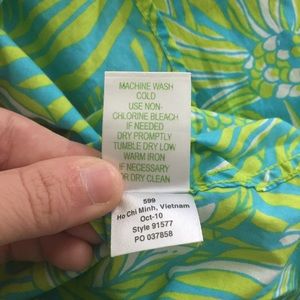 MACHINE WASH
COLD
USE NON-
CHLORINE BLEACH
IF NEEDED
DRY PROMPTLY
TUMBLE DRY LOW
WARM IRON
IF NECESSARY
OR DRY CLEAN
599
Ho Chi Minh, Vietnam
Oct-10
Style 91577
PO 037858